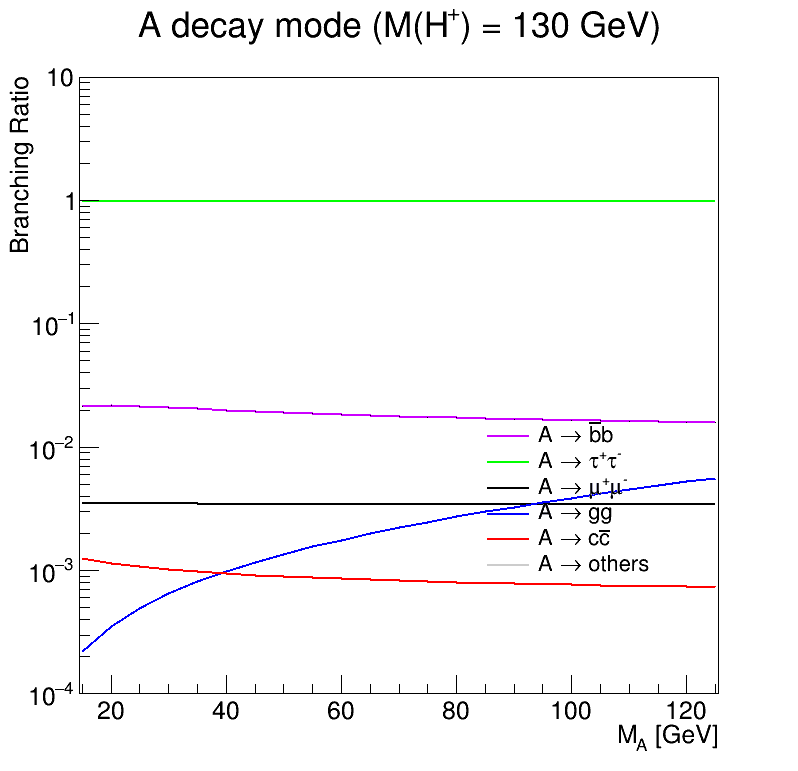 A decay mode (M(H⁺) = 130 GeV)
Branching Ratio
10
1
10⁻¹
10⁻²
10⁻³
10⁻⁴
A → b̅b
A → τ⁺τ⁻
A → μ⁺μ⁻
A → gg
A → cc̅
A → others
20 40 60 80 100 120
M_A [GeV]